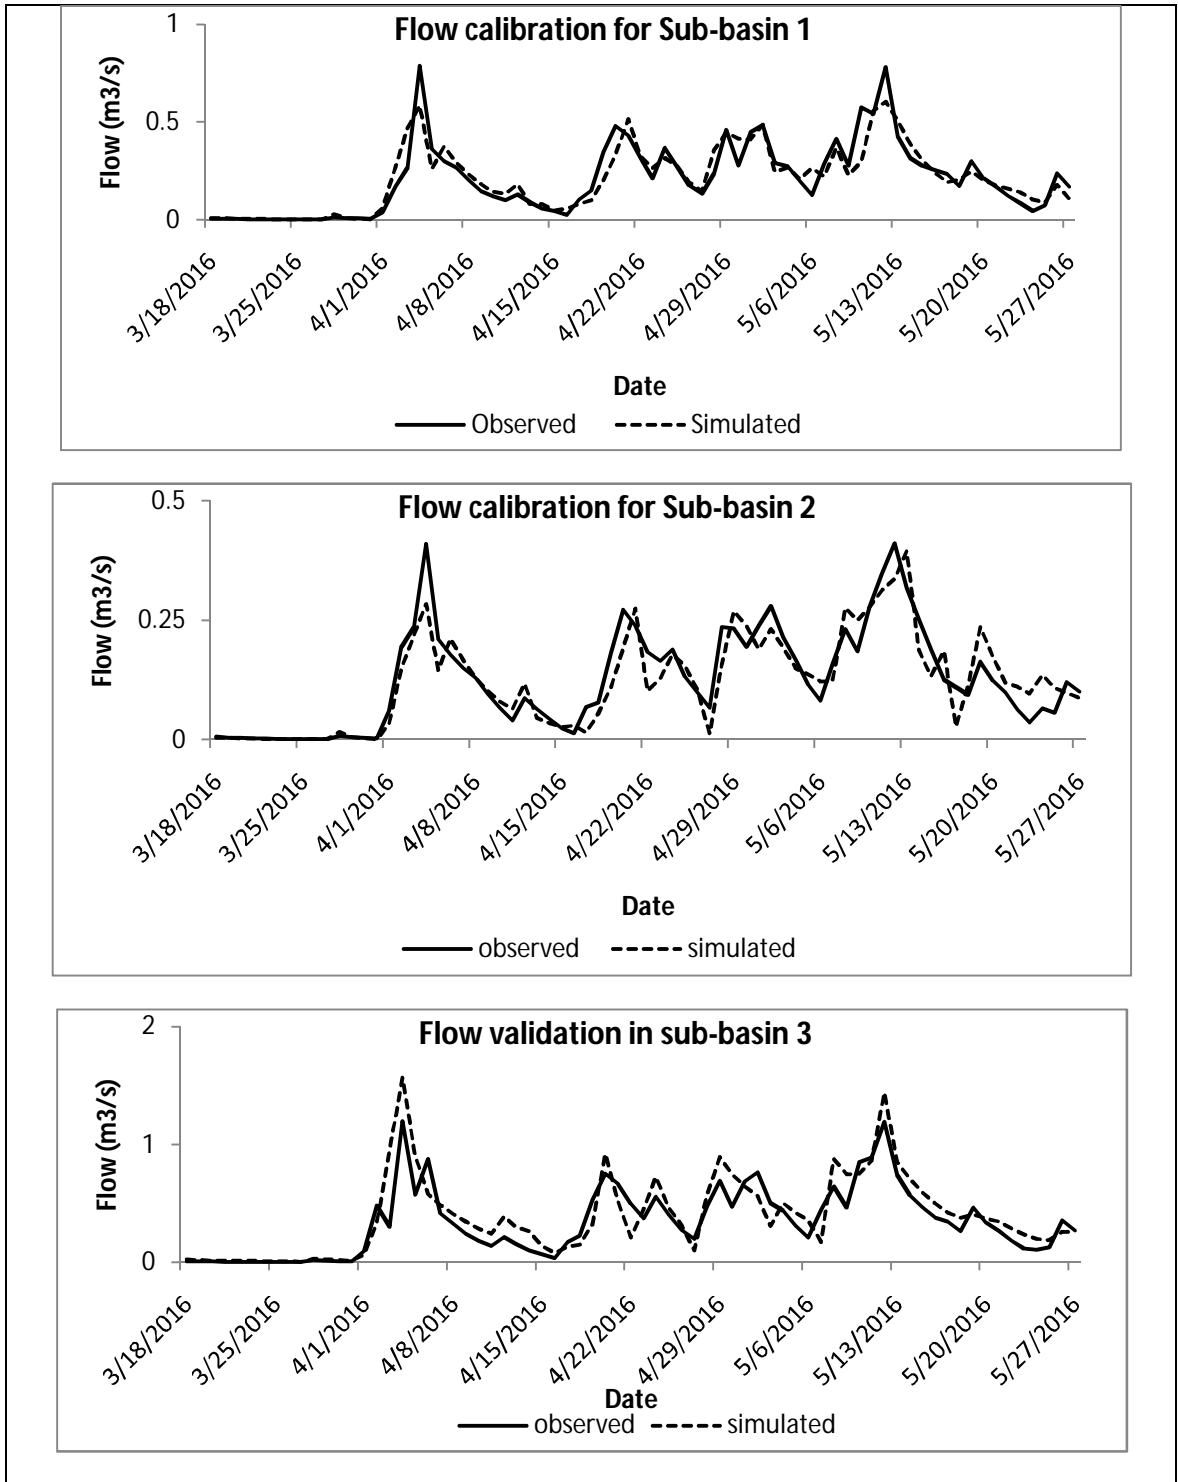 Flow calibration for Sub-basin 1
Flow (m3/s)
1
0.5
0
3/18/2016
3/25/2016
4/1/2016
4/8/2016
4/15/2016
4/22/2016
4/29/2016
5/6/2016
5/13/2016
5/20/2016
5/27/2016
Date
Observed
Simulated
Flow calibration for Sub-basin 2
Flow (m3/s)
0.5
0.25
0
3/18/2016
3/25/2016
4/1/2016
4/8/2016
4/15/2016
4/22/2016
4/29/2016
5/6/2016
5/13/2016
5/20/2016
5/27/2016
Date
observed
simulated
Flow validation in sub-basin 3
Flow (m3/s)
2
1
0
3/18/2016
3/25/2016
4/1/2016
4/8/2016
4/15/2016
4/22/2016
4/29/2016
5/6/2016
5/13/2016
5/20/2016
5/27/2016
Date
observed
simulated